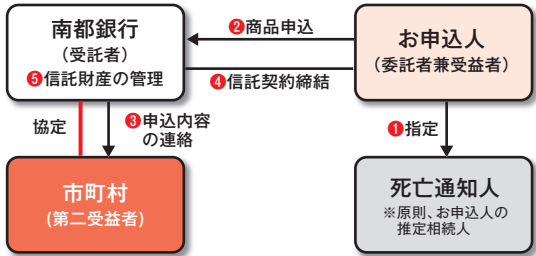 南都銀行
(受託者)
❺信託財産の管理
❷商品申込
お申込人
(委託者兼受益者)
❹信託契約締結
協定
❸申込内容
の連絡
❶指定
市町村
(第二受益者)
死亡通知人
※原則、お申込人の
推定相続人